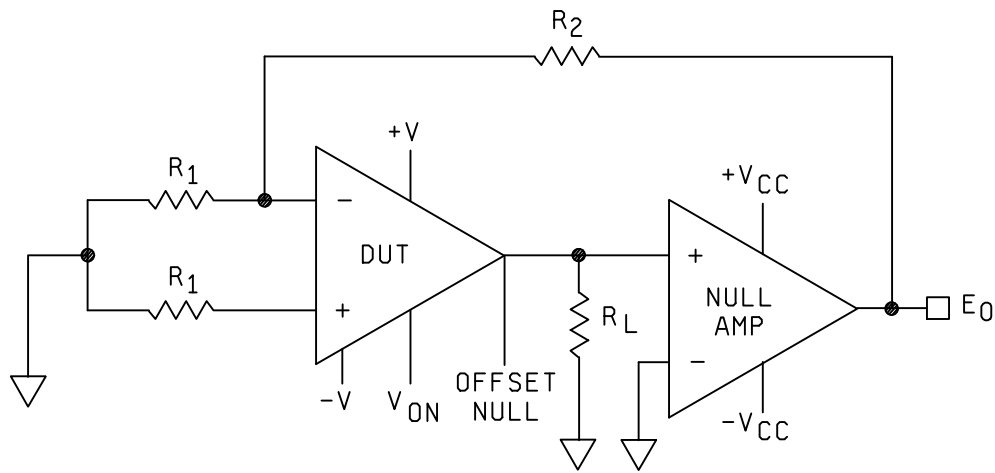 R2
+V
R1
+VCC
−
DUT
+
R1
NULL
AMP
EO
+
RL
−
−V
VON
OFFSET
NULL
−VCC